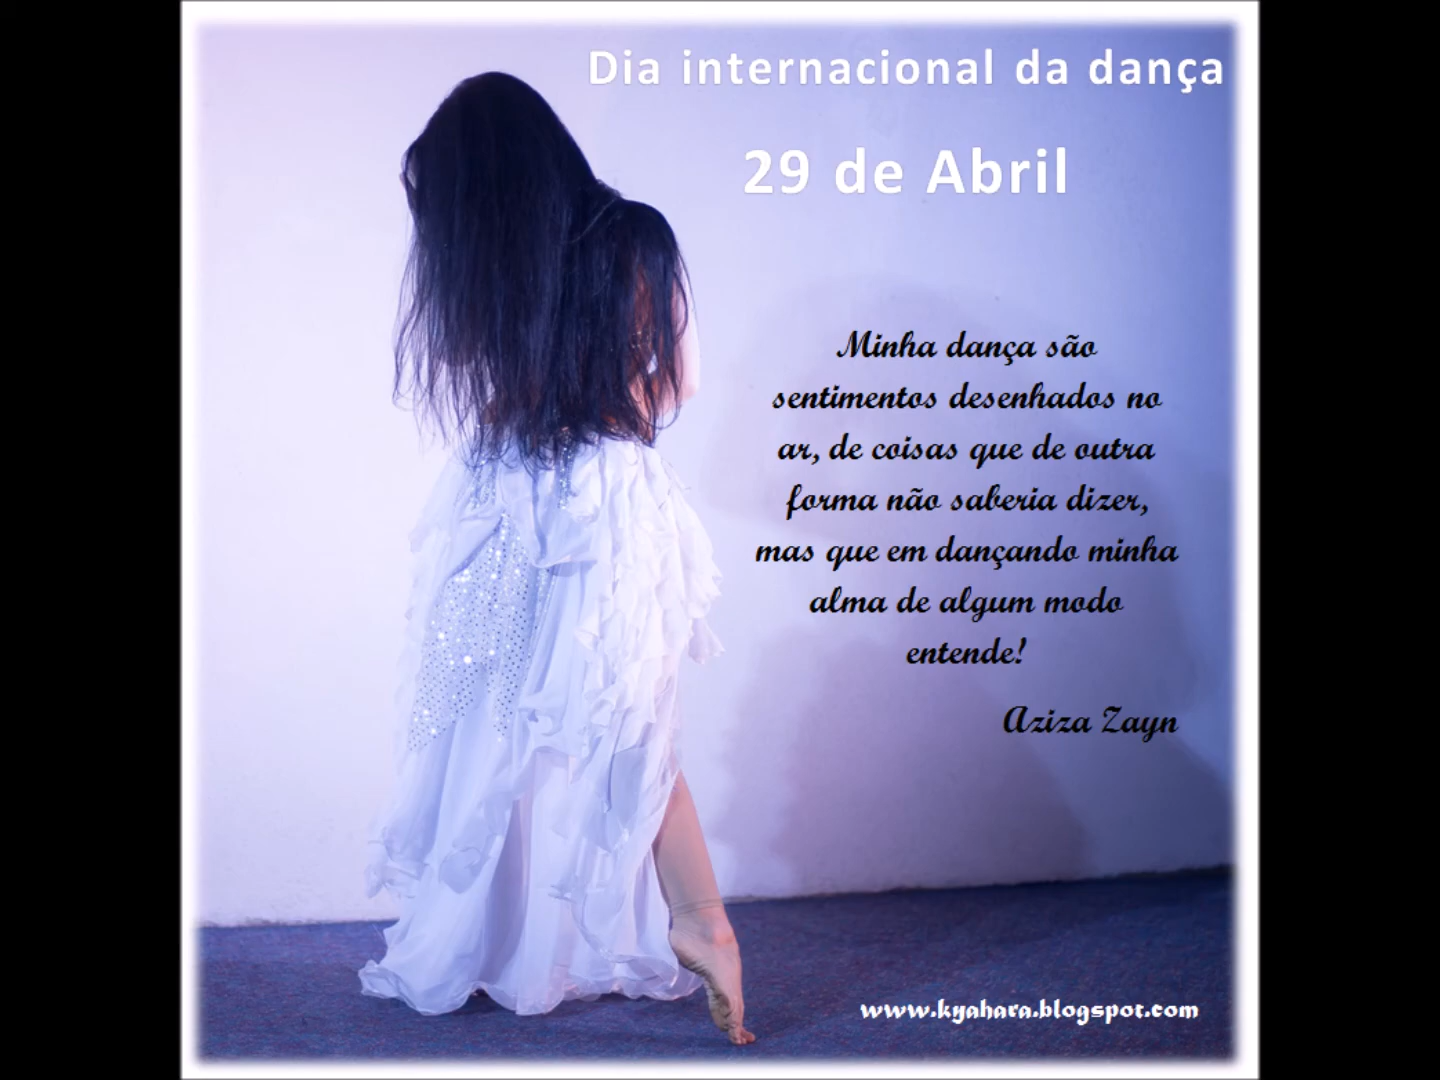 Dia internacional da dança
29 de Abril
Minha dança são
sentimentos desenhados no
ar, de coisas que de outra
forma não saberia dizer,
mas que em dançando minha
alma de algum modo
entende!
Aziza Zayn
www.kyahara.blogspot.com